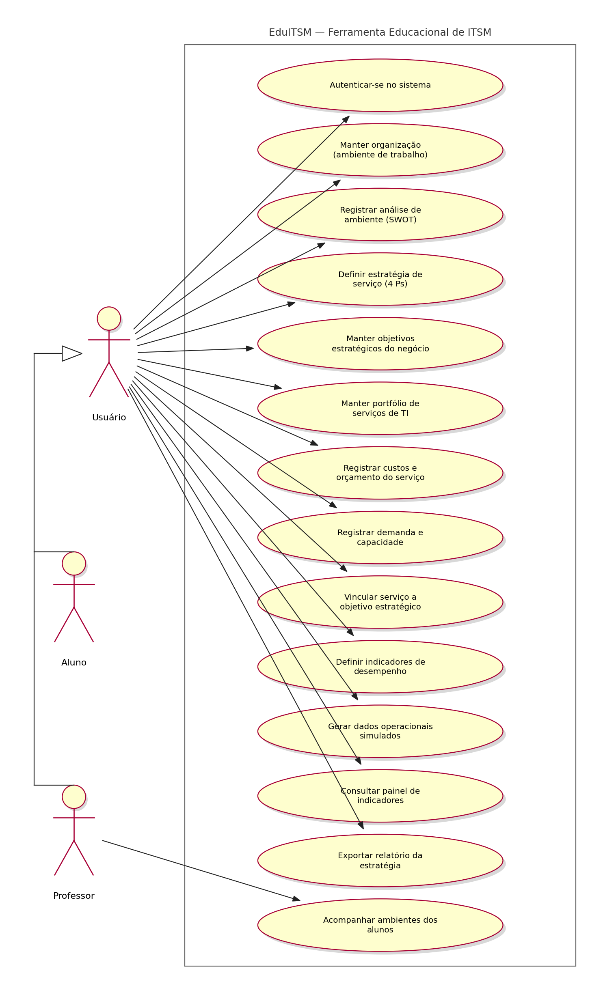 EduITSM — Ferramenta Educacional de ITSM
Autenticar-se no sistema
Manter organização
(ambiente de trabalho)
Registrar análise de
ambiente (SWOT)
Definir estratégia de
serviço (4 Ps)
Manter objetivos
estratégicos do negócio
Usuário
Manter portfólio de
serviços de TI
Registrar custos e
orçamento do serviço
Registrar demanda e
capacidade
Vincular serviço a
objetivo estratégico
Aluno
Definir indicadores de
desempenho
Gerar dados operacionais
simulados
Consultar painel de
indicadores
Exportar relatório da
estratégia
Professor
Acompanhar ambientes dos
alunos